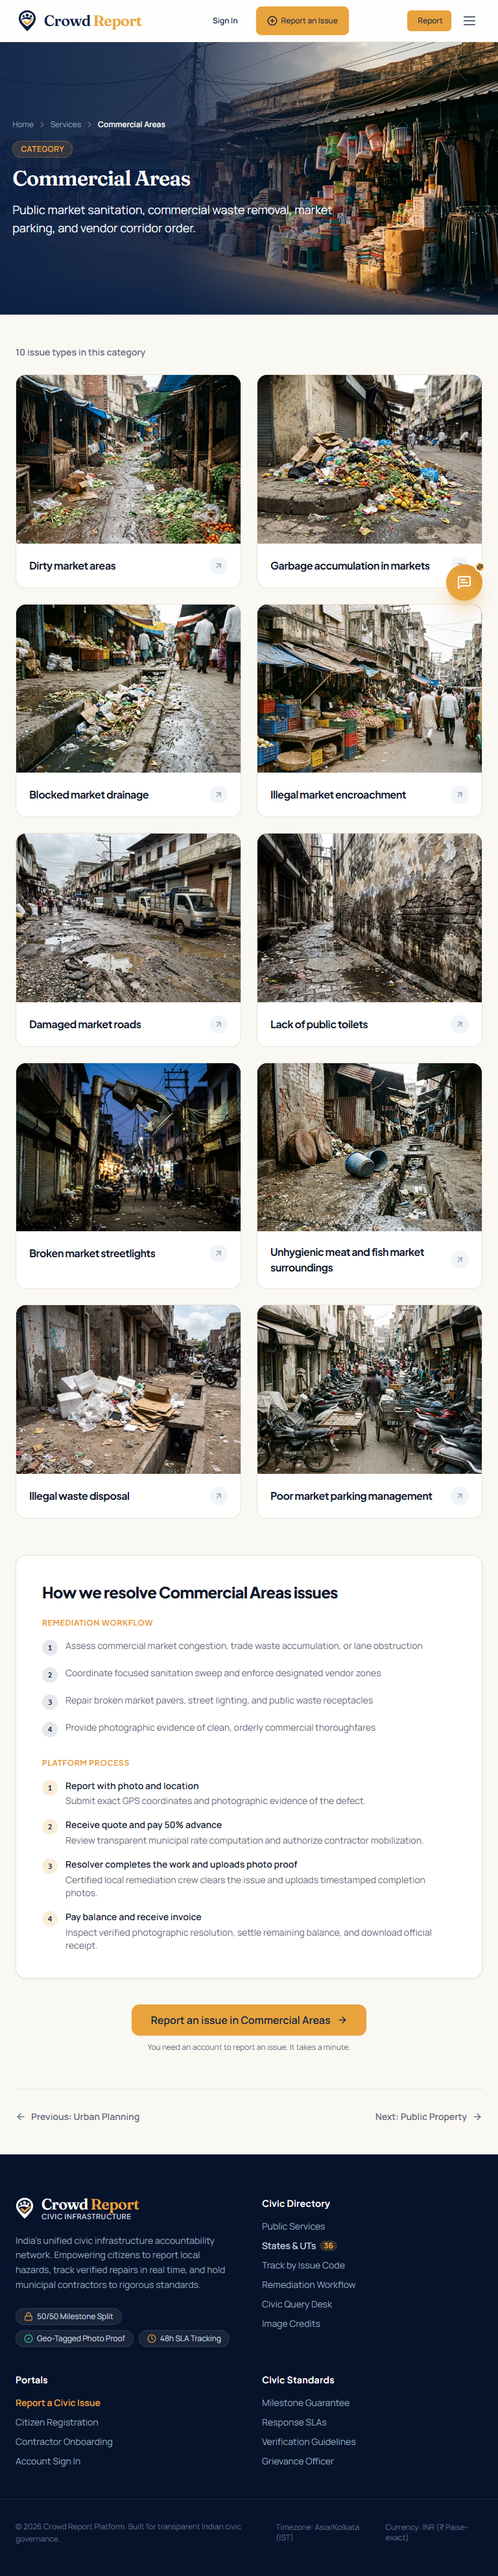 Crowd Report
Sign In
Report an Issue
Report
Home > Services > Commercial Areas
CATEGORY
Commercial Areas
Public market sanitation, commercial waste removal, market
parking, and vendor corridor order.
10 issue types in this category
Dirty market areas
Garbage accumulation in markets
Blocked market drainage
Illegal market encroachment
Damaged market roads
Lack of public toilets
Broken market streetlights
Unhygienic meat and fish market
surroundings
Illegal waste disposal
Poor market parking management
How we resolve Commercial Areas issues
REMEDIATION WORKFLOW
1 Assess commercial market congestion, trade waste accumulation, or lane obstruction
2 Coordinate focused sanitation sweep and enforce designated vendor zones
3 Repair broken market pavers, street lighting, and public waste receptacles
4 Provide photographic evidence of clean, orderly commercial thoroughfares
PLATFORM PROCESS
1 Report with photo and location
Submit exact GPS coordinates and photographic evidence of the defect.
2 Receive quote and pay 50% advance
Review transparent municipal rate computation and authorize contractor mobilization.
3 Resolver completes the work and uploads photo proof
Certified local remediation crew clears the issue and uploads timestamped completion
photos.
4 Pay balance and receive invoice
Inspect verified photographic resolution, settle remaining balance, and download official
receipt.
Report an issue in Commercial Areas →
You need an account to report an issue. It takes a minute.
← Previous: Urban Planning
Next: Public Property →
Crowd Report
CIVIC INFRASTRUCTURE
India's unified civic infrastructure accountability
network. Empowering citizens to report local
hazards, track verified repairs in real time, and hold
municipal contractors to rigorous standards.
50/50 Milestone Split
Geo-Tagged Photo Proof
48h SLA Tracking
Civic Directory
Public Services
States & UTs 36
Track by Issue Code
Remediation Workflow
Civic Query Desk
Image Credits
Portals
Report a Civic Issue
Citizen Registration
Contractor Onboarding
Account Sign In
Civic Standards
Milestone Guarantee
Response SLAs
Verification Guidelines
Grievance Officer
© 2026 Crowd Report Platform. Built for transparent Indian civic
governance.
Timezone: Asia/Kolkata
(IST)
Currency: INR (₹ Paise-
exact)